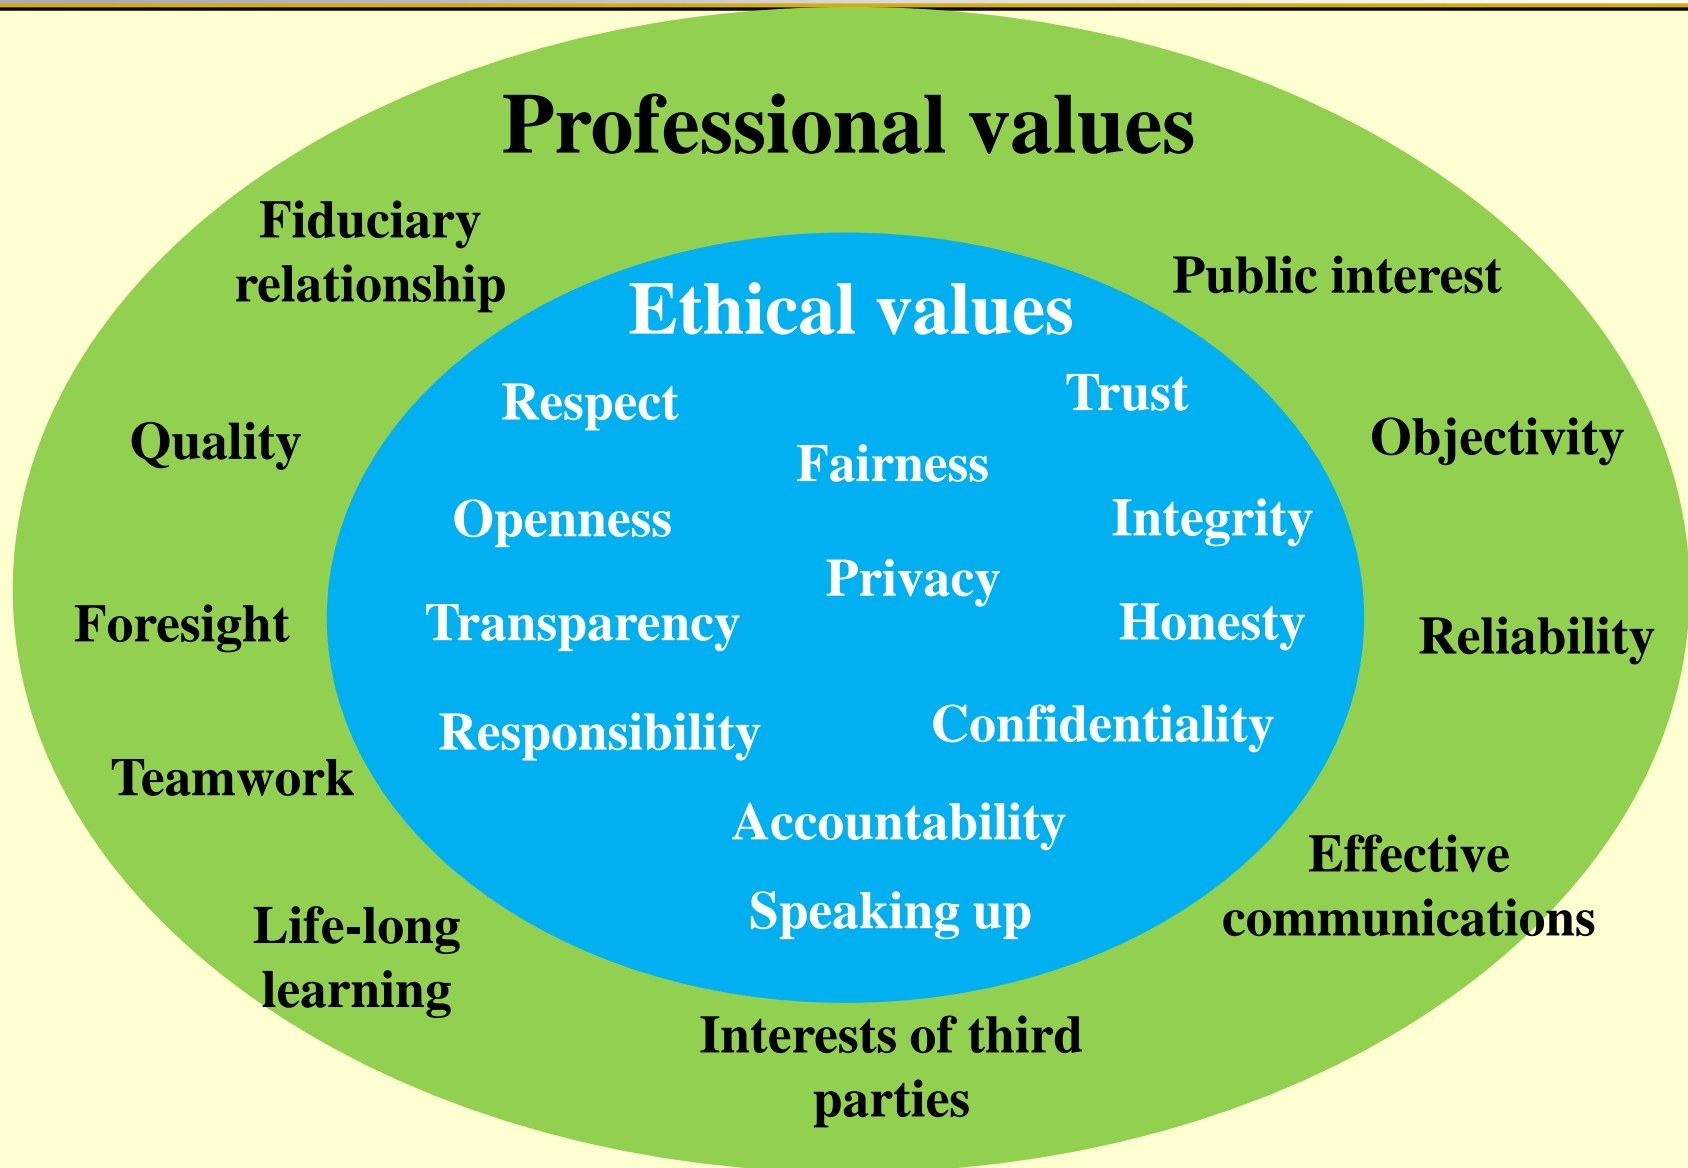 Professional values
Fiduciary
relationship
Public interest
Ethical values
Respect
Trust
Quality
Objectivity
Fairness
Openness
Integrity
Privacy
Foresight
Transparency
Honesty
Reliability
Responsibility
Confidentiality
Teamwork
Accountability
Effective
communications
Speaking up
Life-long
learning
Interests of third
parties